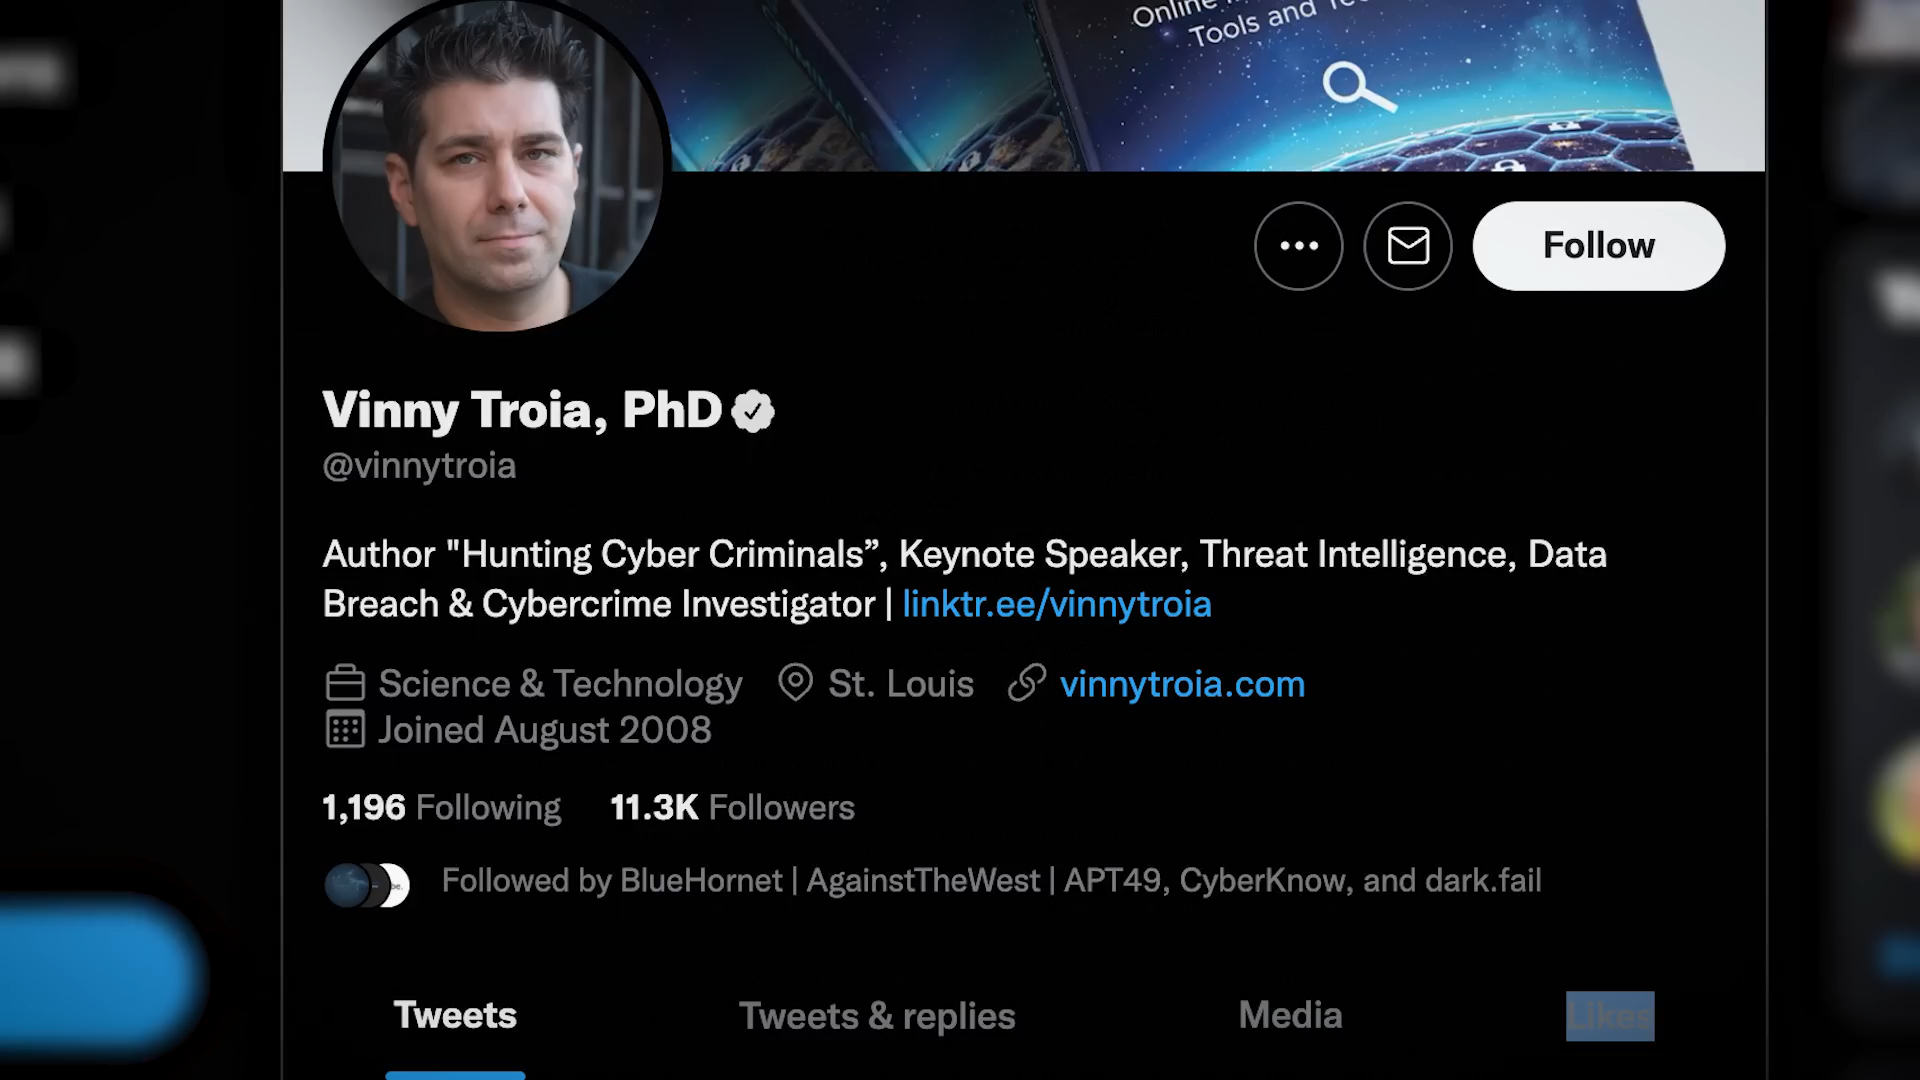 Online
Tools and
Follow
Vinny Troia, PhD
@vinnytroia
Author "Hunting Cyber Criminals”, Keynote Speaker, Threat Intelligence, Data
Breach & Cybercrime Investigator | linktr.ee/vinnytroia
Science & Technology St. Louis vinnytroia.com
Joined August 2008
1,196 Following 11.3K Followers
Followed by BlueHornet | AgainstTheWest | APT49, CyberKnow, and dark.fail
Tweets Tweets & replies Media Likes